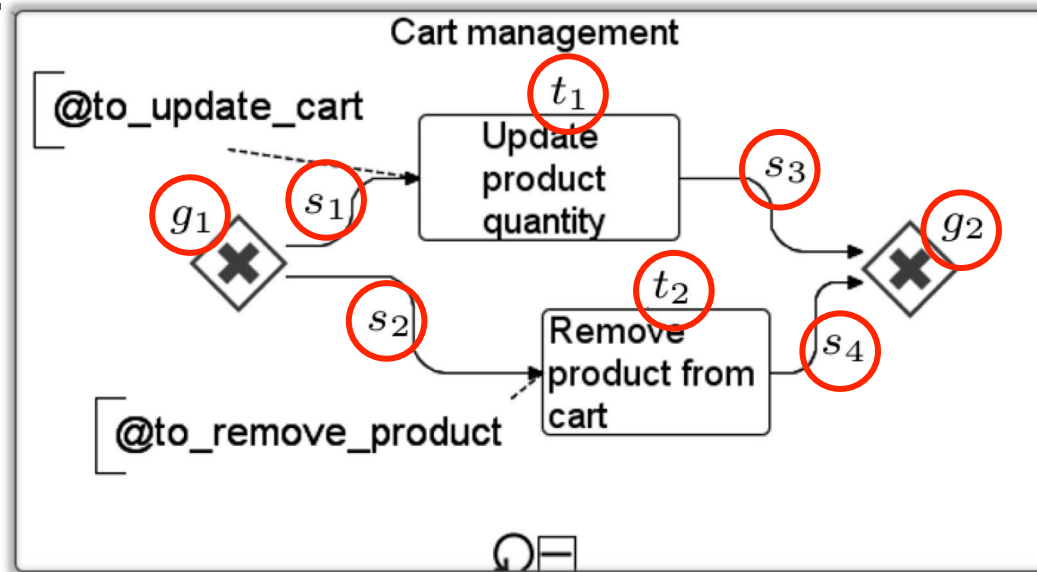 Cart management
@to_update_cart
t₁
Update
product
quantity
g₁
s₁
s₃
g₂
s₂
t₂
Remove
product from
cart
s₄
@to_remove_product